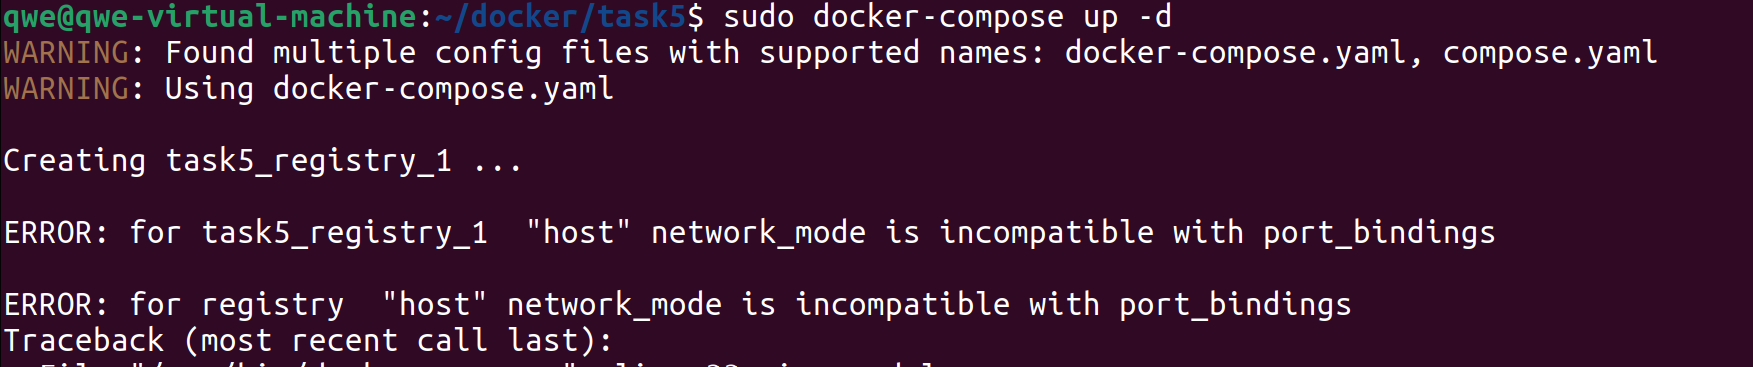 qwe@qwe-virtual-machine:~/docker/task5$ sudo docker-compose up -d
WARNING: Found multiple config files with supported names: docker-compose.yaml, compose.yaml
WARNING: Using docker-compose.yaml
Creating task5_registry_1 ...
ERROR: for task5_registry_1  "host" network_mode is incompatible with port_bindings
ERROR: for registry  "host" network_mode is incompatible with port_bindings
Traceback (most recent call last):